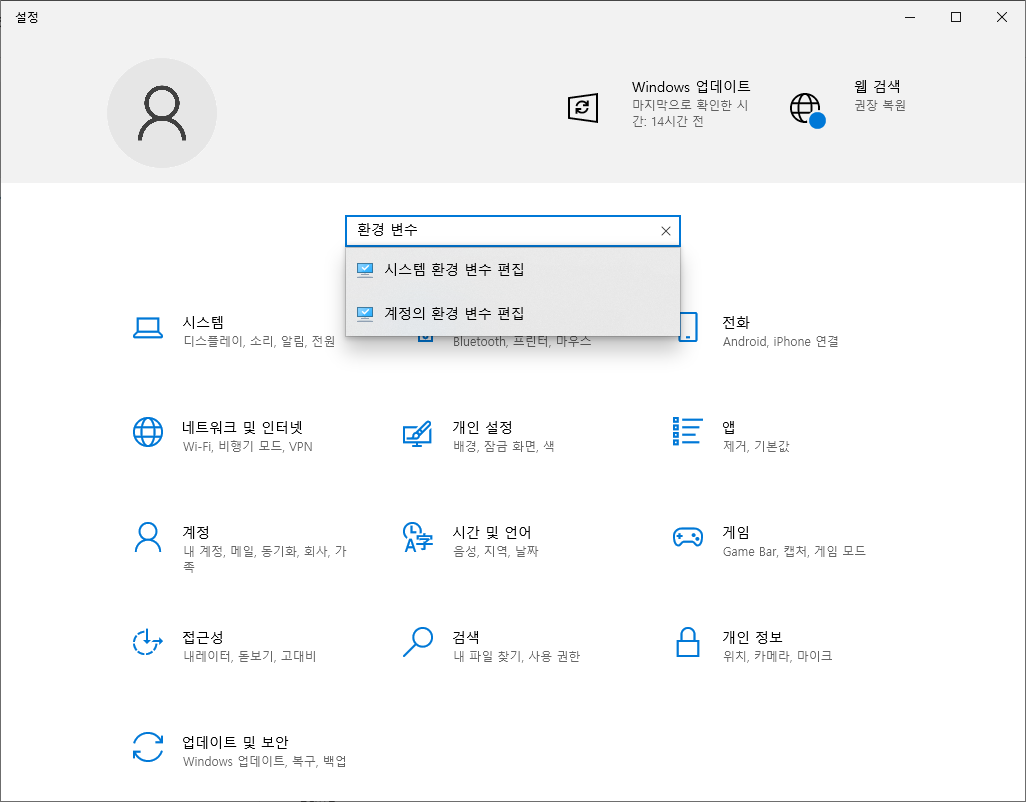 설정
Windows 업데이트
마지막으로 확인한 시
간: 14시간 전
웹 검색
권장 복원
환경 변수
시스템 환경 변수 편집
계정의 환경 변수 편집
시스템
디스플레이, 소리, 알림, 전원
Bluetooth, 프린터, 마우스
전화
Android, iPhone 연결
네트워크 및 인터넷
Wi-Fi, 비행기 모드, VPN
개인 설정
배경, 잠금 화면, 색
앱
제거, 기본값
계정
내 계정, 메일, 동기화, 회사, 가
족
시간 및 언어
음성, 지역, 날짜
게임
Game Bar, 캡처, 게임 모드
접근성
내레이터, 돋보기, 고대비
검색
내 파일 찾기, 사용 권한
개인 정보
위치, 카메라, 마이크
업데이트 및 보안
Windows 업데이트, 복구, 백업